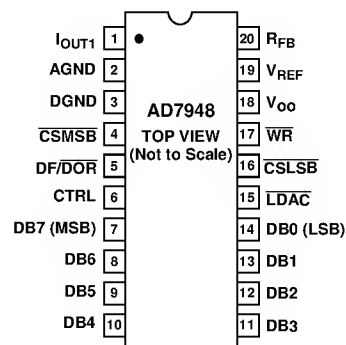 IOUT1 1 20 RFB
AGND 2 19 VREF
DGND 3 18 VOO
AD7948
CSMSB 4 TOP VIEW 17 WR
(Not to Scale)
DF/DOR 5 16 CSLSB
CTRL 6 15 LDAC
DB7 (MSB) 7 14 DB0 (LSB)
DB6 8 13 DB1
DB5 9 12 DB2
DB4 10 11 DB3